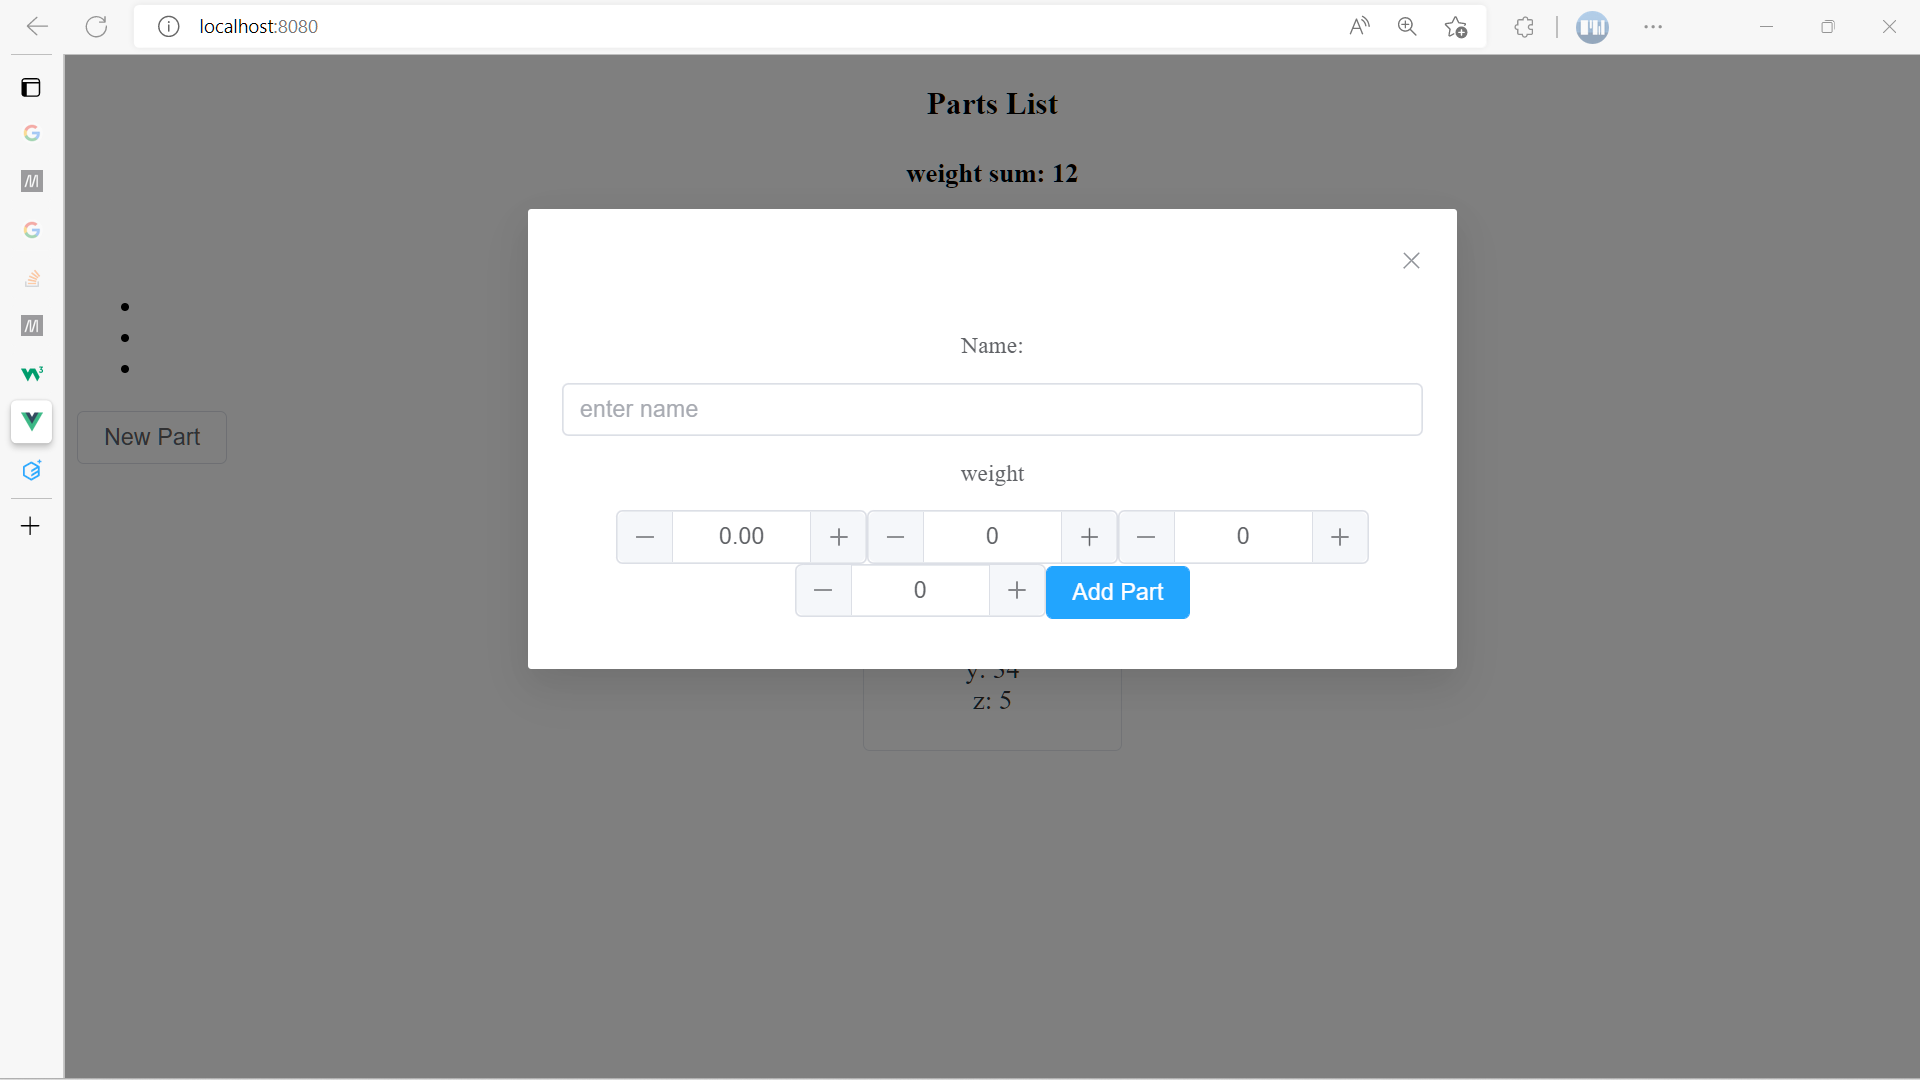 localhost:8080
Parts List
weight sum: 12
Name:
enter name
New Part
weight
0.00 0 0
0 Add Part
y: 34
z: 5